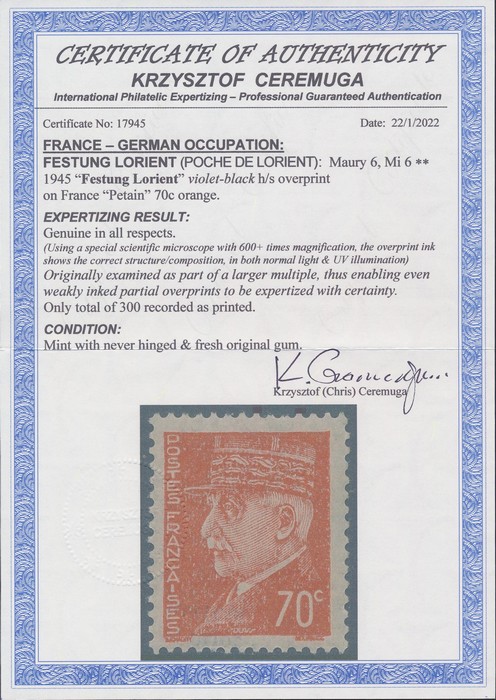 CERTIFICATE OF AUTHENTICITY
KRZYSZTOF CEREMUGA
International Philatelic Expertizing – Professional Guaranteed Authentication
Certificate No: 17945
Date: 22/1/2022
FRANCE – GERMAN OCCUPATION:
FESTUNG LORIENT (POCHE DE LORIENT): Maury 6, Mi 6 **
1945 “Festung Lorient” violet-black h/s overprint
on France “Petain” 70c orange.
EXPERTIZING RESULT:
Genuine in all respects.
(Using a special scientific microscope with 600+ times magnification, the overprint ink
shows the correct structure/composition, in both normal light & UV illumination)
Originally examined as part of a larger multiple, thus enabling even
weakly inked partial overprints to be expertized with certainty.
Only total of 300 recorded as printed.
CONDITION:
Mint with never hinged & fresh original gum.
Krzysztof (Chris) Ceremuga
POSTES FRANÇAISES
70c